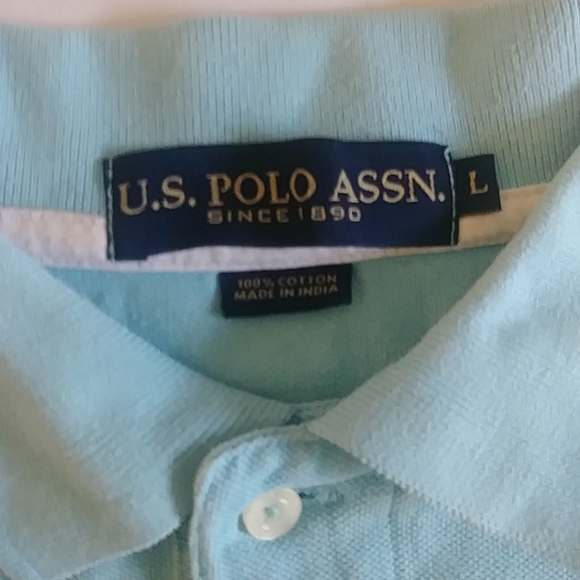 U.S. POLO ASSN.
SINCE 1890
L
100% COTTON
MADE IN INDIA